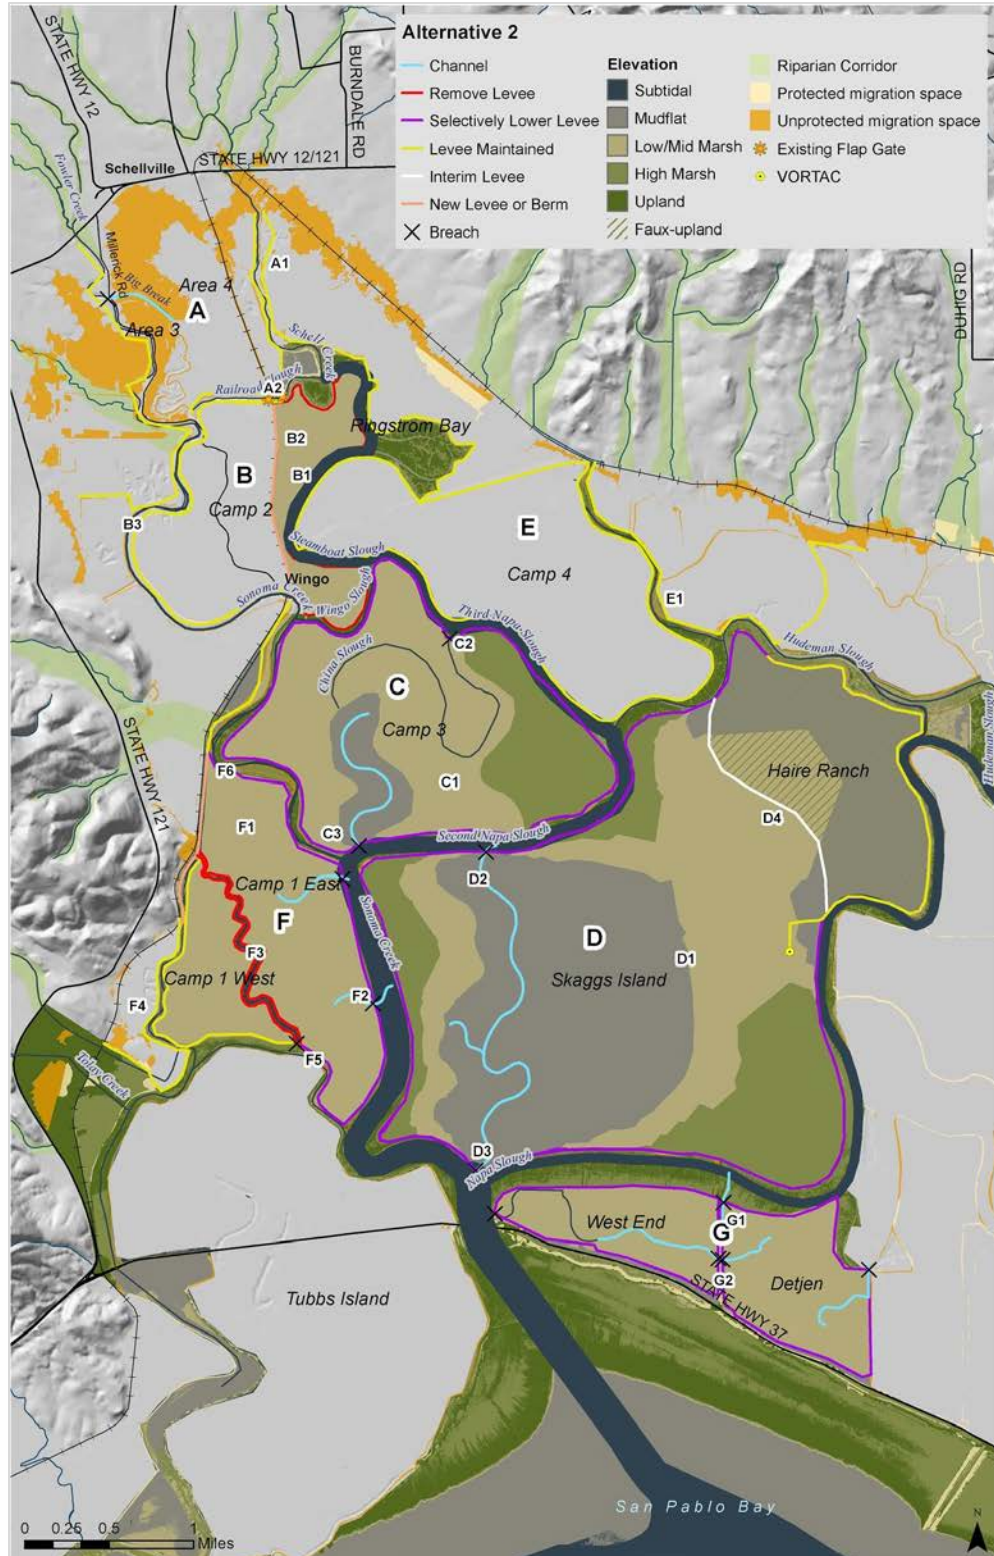 Alternative 2
Channel
Remove Levee
Selectively Lower Levee
Levee Maintained
Interim Levee
New Levee or Berm
Breach
Elevation
Subtidal
Mudflat
Low/Mid Marsh
High Marsh
Upland
Faux-upland
Riparian Corridor
Protected migration space
Unprotected migration space
Existing Flap Gate
VORTAC
STATE HWY 12
BURNDALE RD
Schellville
STATE HWY 12/121
Fowler Creek
Millerick Rd
Big Break
Area 4
A1
A
Area 3
DUHIG RD
Schell Creek
Railroad Slough
A2
Ringstrom Bay
B2
B
B1
Camp 2
B3
E
Steamboat Slough
Camp 4
Wingo
Sonoma Creek
Wingo Slough
E1
Third Napa Slough
C2
Hudeman Slough
China Slough
C
Camp 3
Hudeman Slough
STATE HWY 121
F6
C1
Haire Ranch
D4
F1
C3
Second Napa Slough
D2
Camp 1 East
F
Sonoma Creek
D
F3
D1
Camp 1 West
Skaggs Island
F4
F2
F5
Tolay Creek
D3
Napa Slough
West End
G1
G
G2
Detjen
STATE HWY 37
Tubbs Island
San Pablo Bay
N
0 0.25 0.5 1
Miles